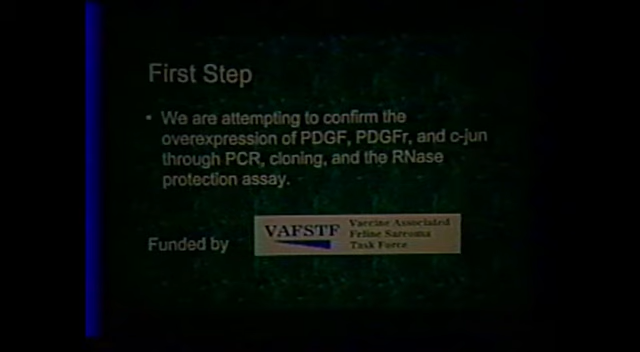 First Step
• We are attempting to confirm the
overexpression of PDGF, PDGFr, and c-jun
through PCR, cloning, and the RNase
protection assay.
Funded by
VAFSTF
Vaccine Associated
Feline Sarcoma
Task Force